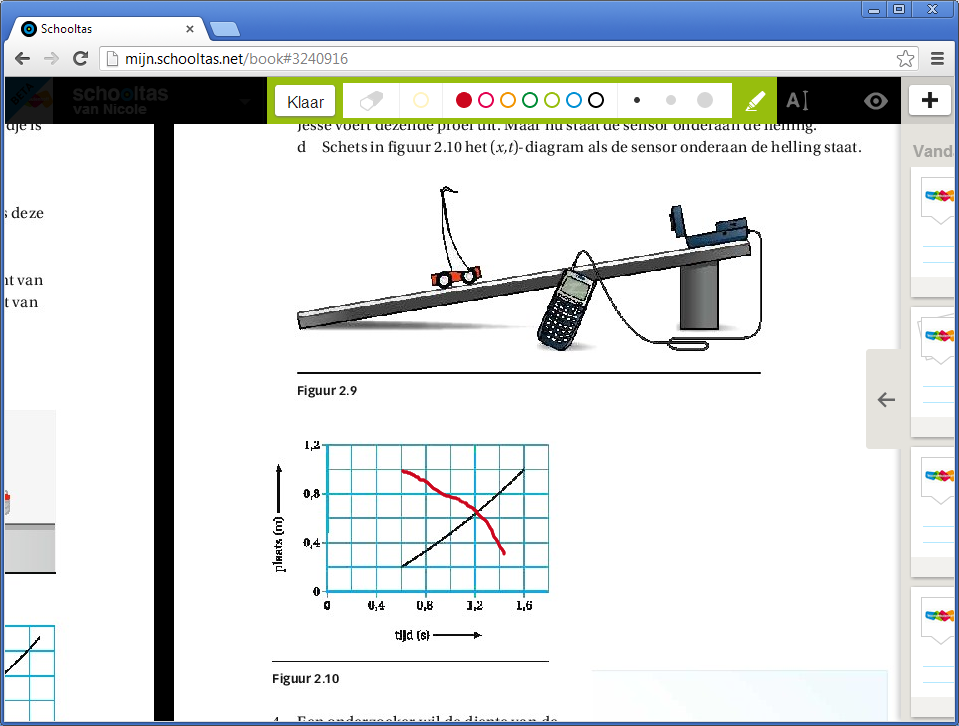 Schooltas
mijn.schooltas.net/book#3240916
BETA
schooltas
van Nicole
Klaar
A
Vand
je is
s deze
nt van
t van
Jesse voert dezelfde proef uit. Maar nu staat de sensor onderaan de helling.
d Schets in figuur 2.10 het (x,t)-diagram als de sensor onderaan de helling staat.
Figuur 2.9
1,2
0,8
0,4
0
plaats (m)
0 0,4 0,8 1,2 1,6
tijd (s)
Figuur 2.10
4 Een onderzoeker wil de diepte van de